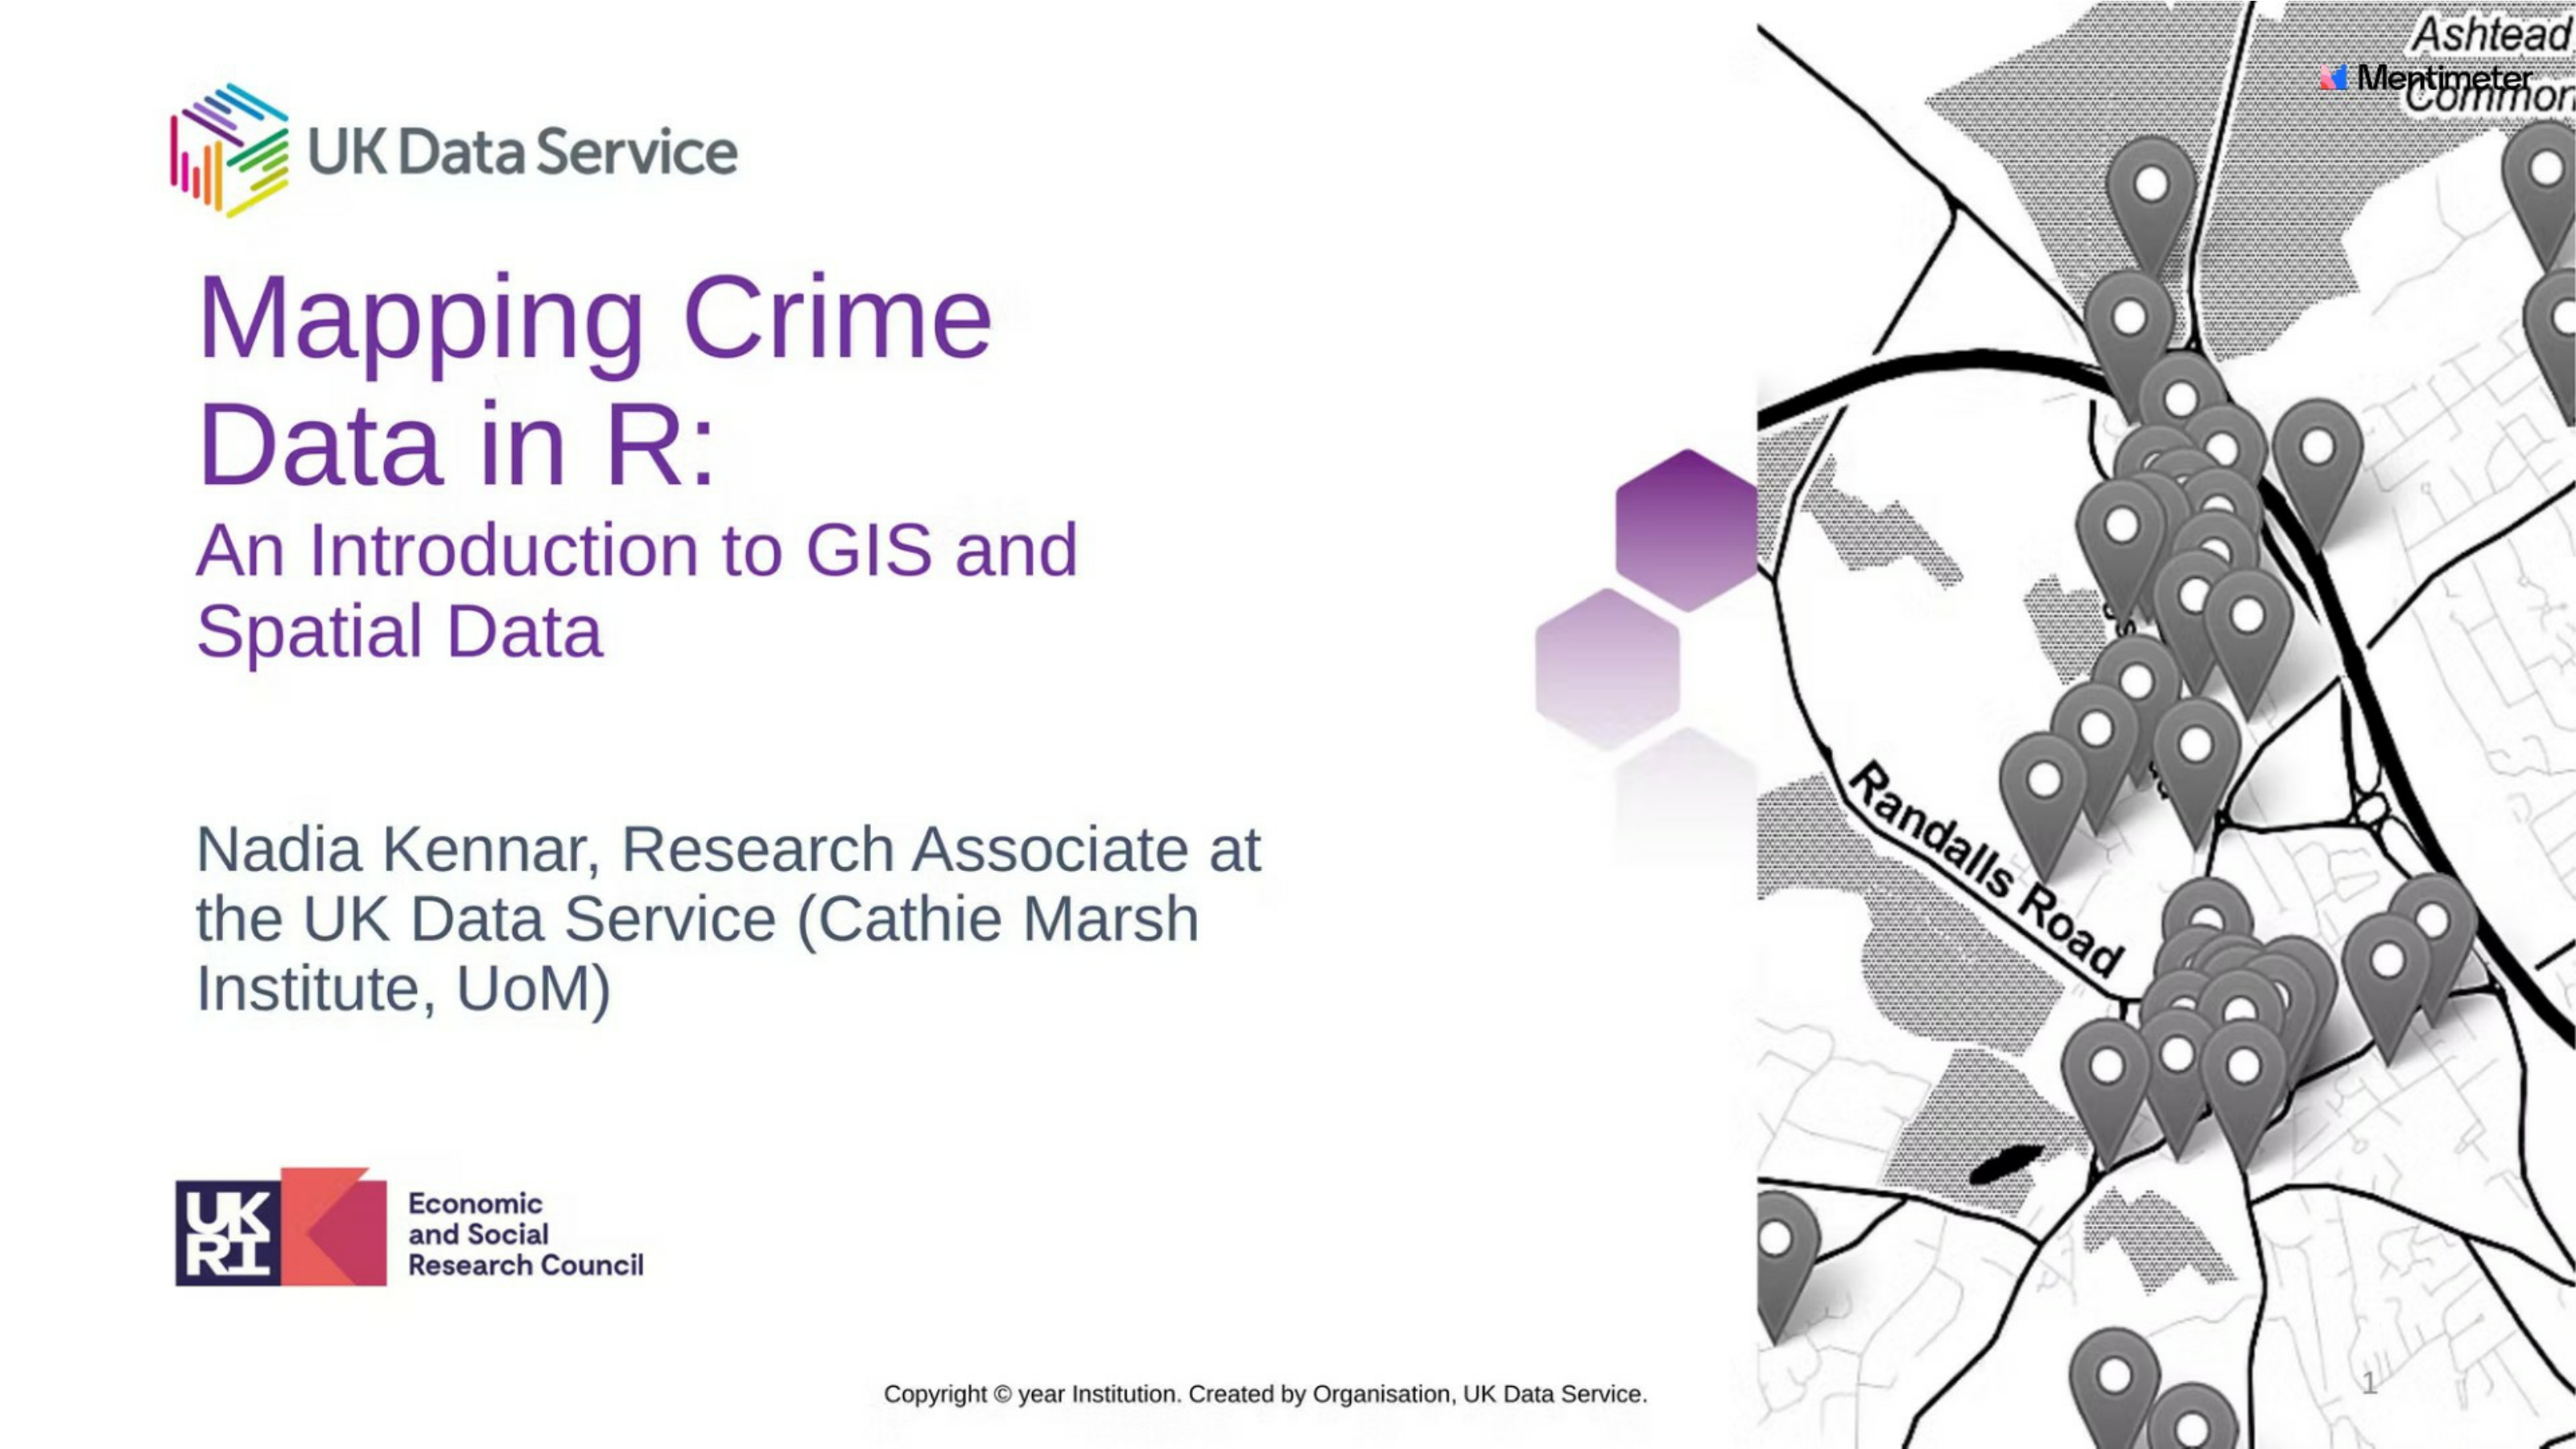 UK Data Service
Mapping Crime
Data in R:
An Introduction to GIS and
Spatial Data
Nadia Kennar, Research Associate at
the UK Data Service (Cathie Marsh
Institute, UoM)
UK
RI
Economic
and Social
Research Council
Copyright © year Institution. Created by Organisation, UK Data Service.
Ashtead
Mentimeter
Common
Randalls Road
1